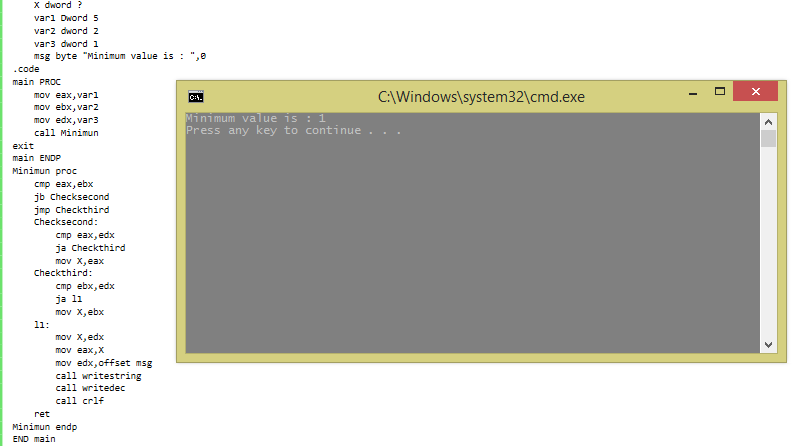 X dword ?
var1 Dword 5
var2 dword 2
var3 dword 1
msg byte "Minimum value is : ",0
.code
main PROC
mov eax,var1
mov ebx,var2
mov edx,var3
call Minimun
exit
main ENDP
Minimun proc
cmp eax,ebx
jb Checksecond
jmp Checkthird
Checksecond:
cmp eax,edx
ja Checkthird
mov X,eax
Checkthird:
cmp ebx,edx
ja l1
mov X,ebx
l1:
mov X,edx
mov eax,X
mov edx,offset msg
call writestring
call writedec
call crlf
ret
Minimun endp
END main
C:\Windows\system32\cmd.exe
Minimum value is : 1
Press any key to continue . . .